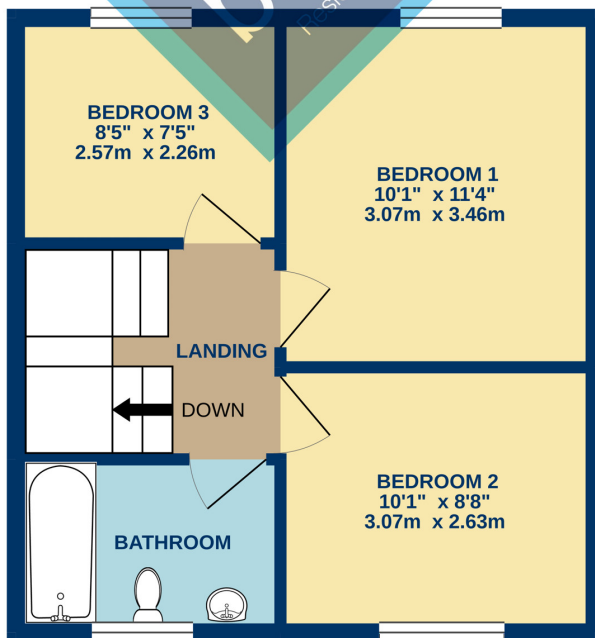 BEDROOM 3
8'5" x 7'5"
2.57m x 2.26m
BEDROOM 1
10'1" x 11'4"
3.07m x 3.46m
LANDING
DOWN
BEDROOM 2
10'1" x 8'8"
3.07m x 2.63m
BATHROOM